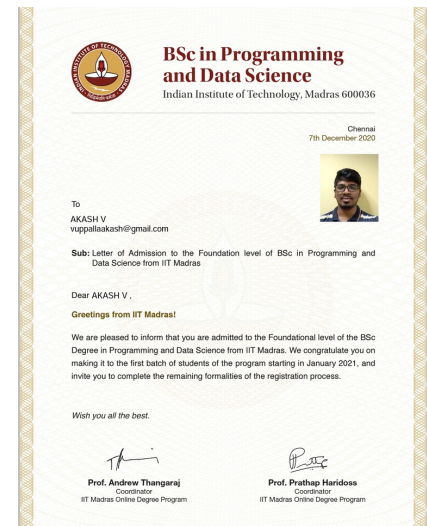 INDIAN INSTITUTE OF TECHNOLOGY MADRAS
BSc in Programming
and Data Science
Indian Institute of Technology, Madras 600036
Chennai
7th December 2020
To
AKASH V
vuppallaakash@gmail.com
Sub: Letter of Admission to the Foundation level of BSc in Programming and
Data Science from IIT Madras
Dear AKASH V ,
Greetings from IIT Madras!
We are pleased to inform that you are admitted to the Foundational level of the BSc
Degree in Programming and Data Science from IIT Madras. We congratulate you on
making it to the first batch of students of the program starting in January 2021, and
invite you to complete the remaining formalities of the registration process.
Wish you all the best.
Prof. Andrew Thangaraj
Coordinator
IIT Madras Online Degree Program
Prof. Prathap Haridoss
Coordinator
IIT Madras Online Degree Program